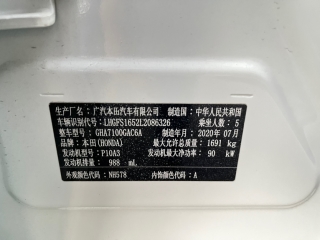 生产厂名: 广汽本田汽车有限公司 制造国: 中华人民共和国
车辆识别代号: LHGFS1652L2086326 乘坐人数: 5
整车型号: GHA7100GAC6A 制造年月: 2020年07月
品牌: 本田(HONDA) 最大允许总质量: 1691 kg
发动机型号: P10A3 发动机最大净功率: 90 kW
发动机排量: 988 mL
外观颜色代号: NH578 内饰颜色代号: A